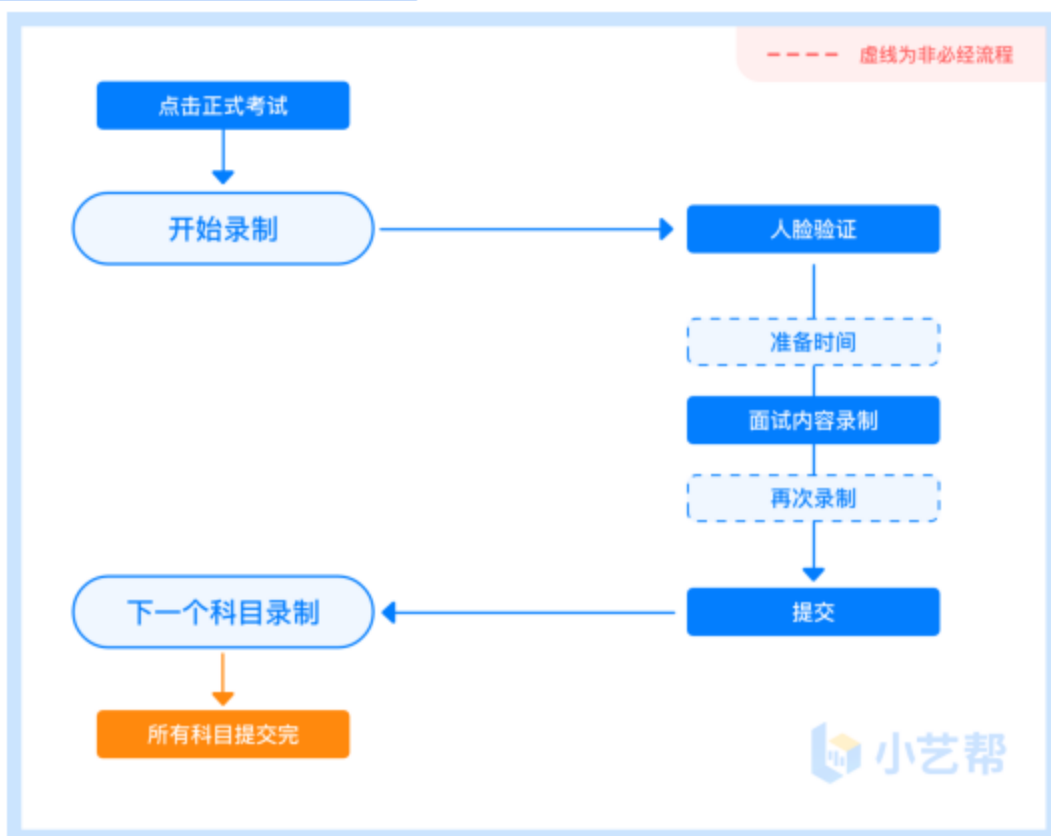 虚线为非必经流程
点击正式考试
开始录制
人脸验证
准备时间
面试内容录制
再次录制
提交
下一个科目录制
所有科目提交完
小艺帮